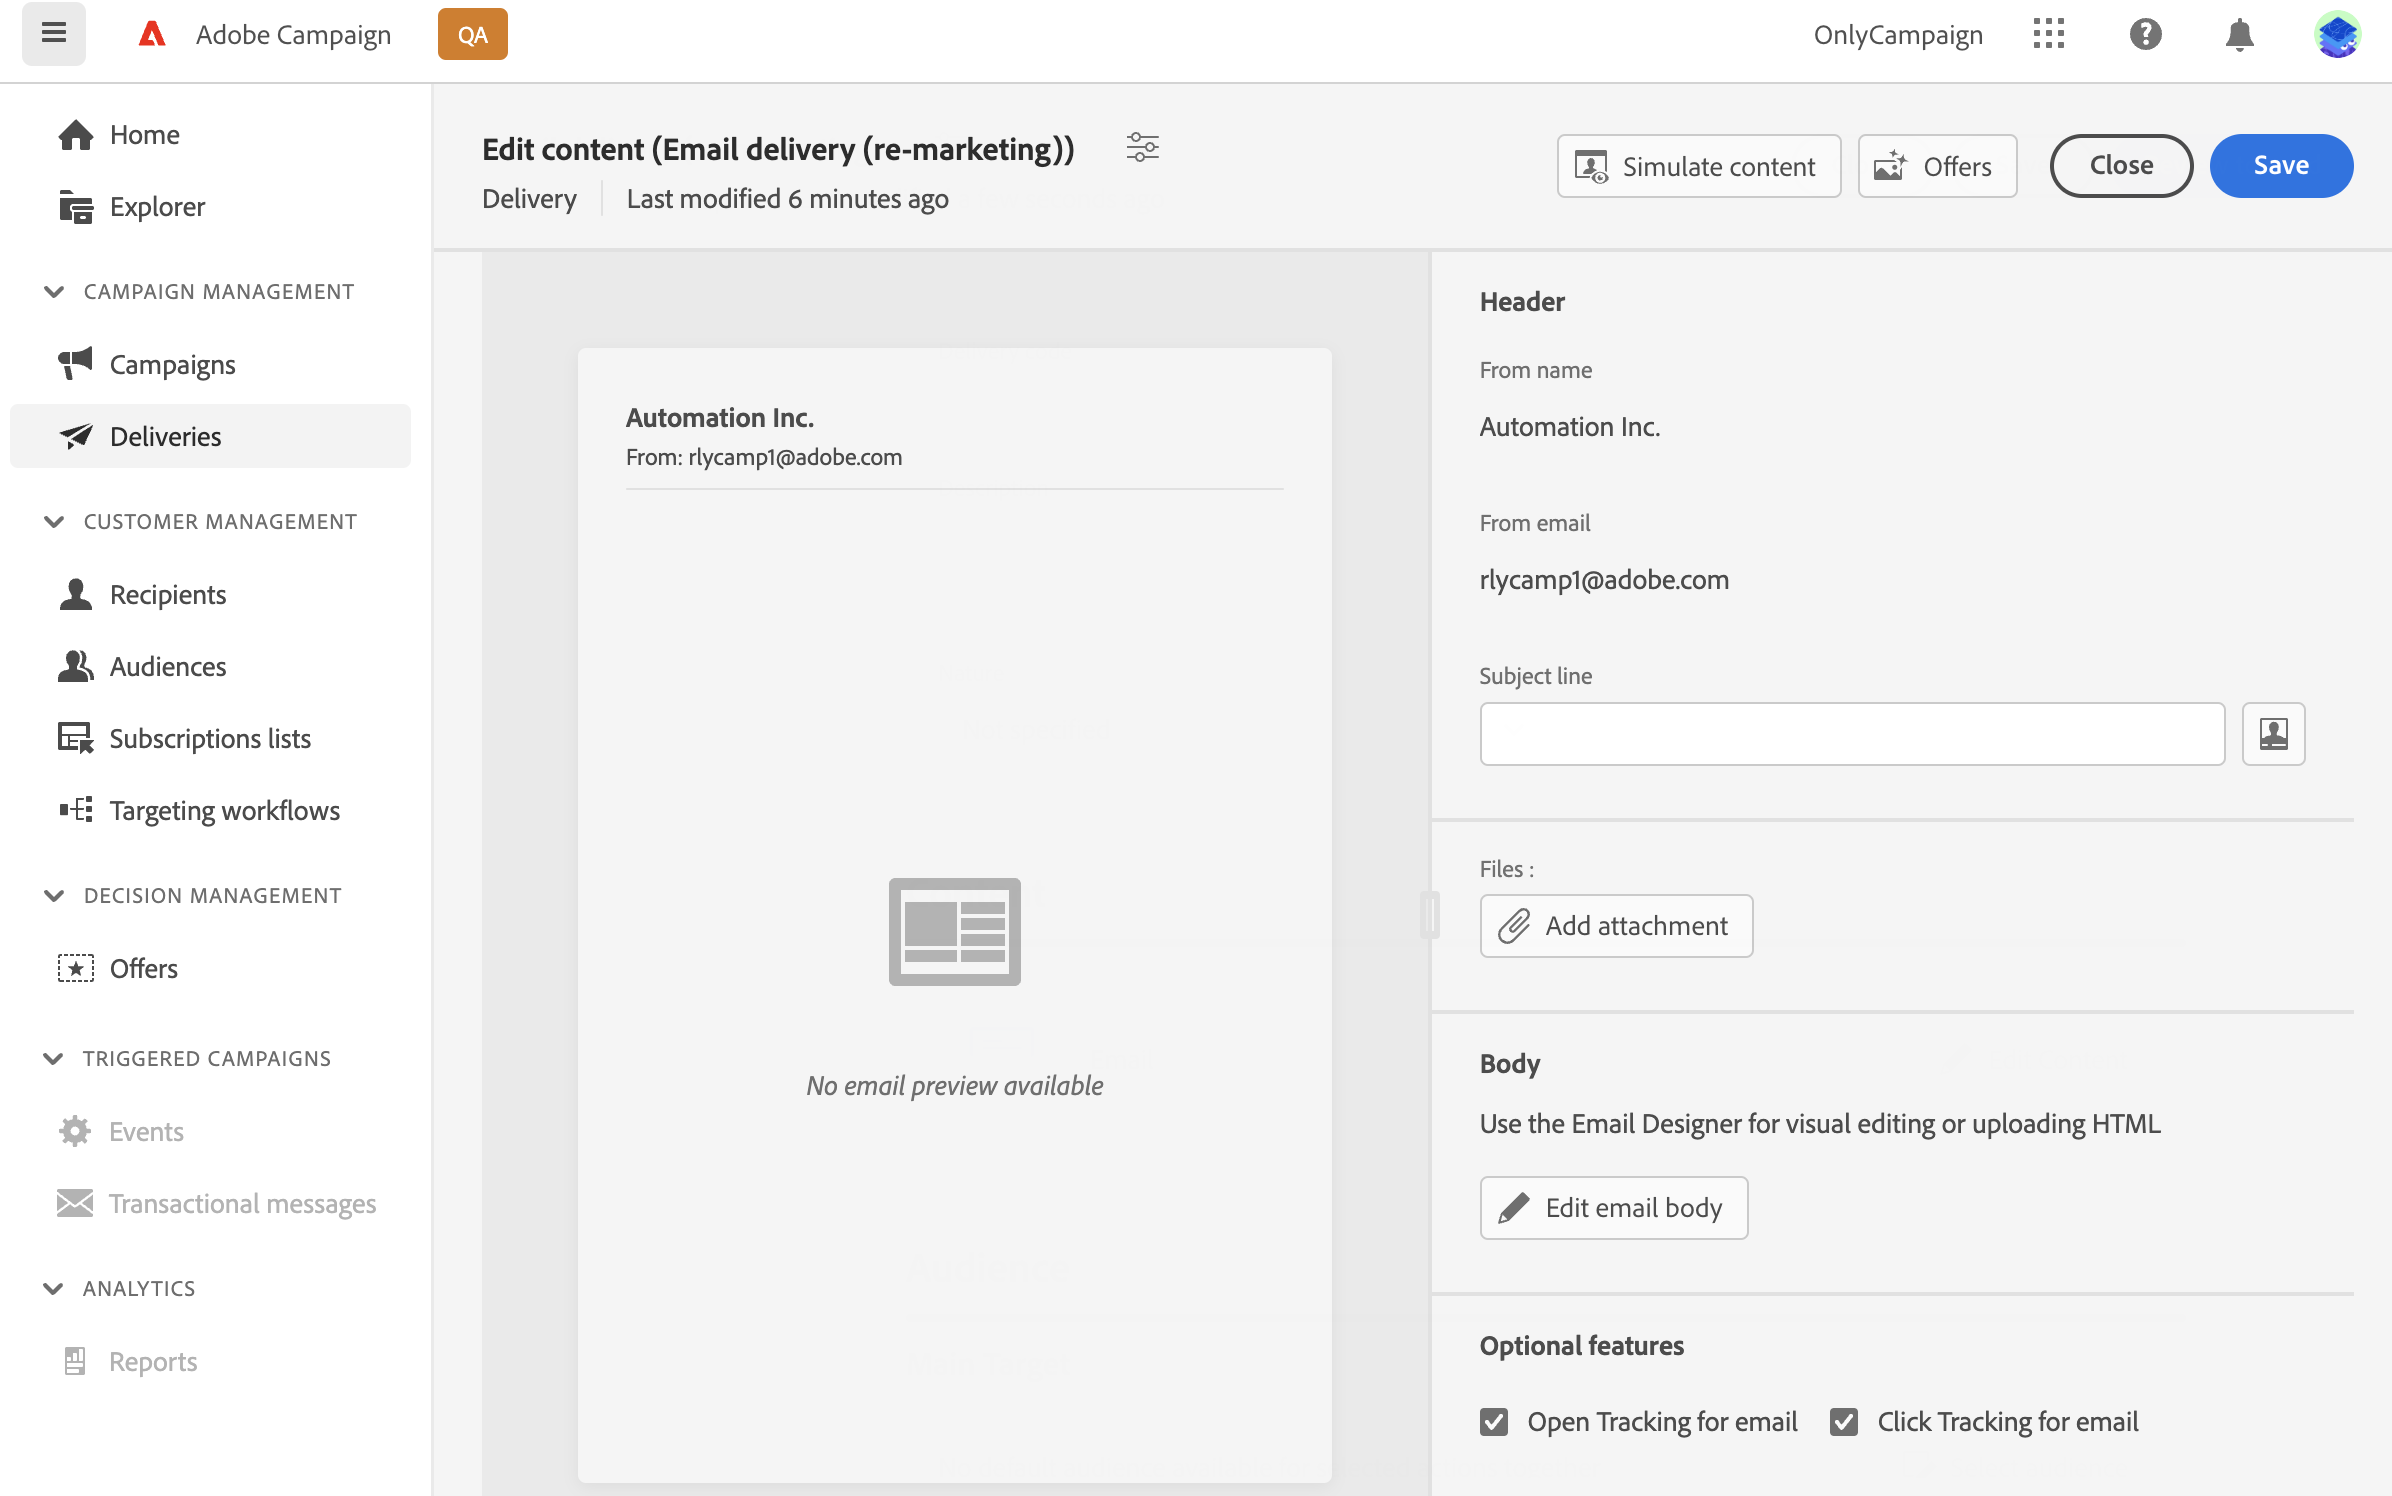 Adobe Campaign
QA
OnlyCampaign
Home
Explorer
CAMPAIGN MANAGEMENT
Campaigns
Deliveries
CUSTOMER MANAGEMENT
Recipients
Audiences
Subscriptions lists
Targeting workflows
DECISION MANAGEMENT
Offers
TRIGGERED CAMPAIGNS
Events
Transactional messages
ANALYTICS
Reports
Edit content (Email delivery (re-marketing))
Delivery
Last modified 6 minutes ago
Simulate content
Offers
Close
Save
Automation Inc.
From: rlycamp1@adobe.com
No email preview available
Header
From name
Automation Inc.
From email
rlycamp1@adobe.com
Subject line
Files :
Add attachment
Body
Use the Email Designer for visual editing or uploading HTML
Edit email body
Optional features
Open Tracking for email
Click Tracking for email